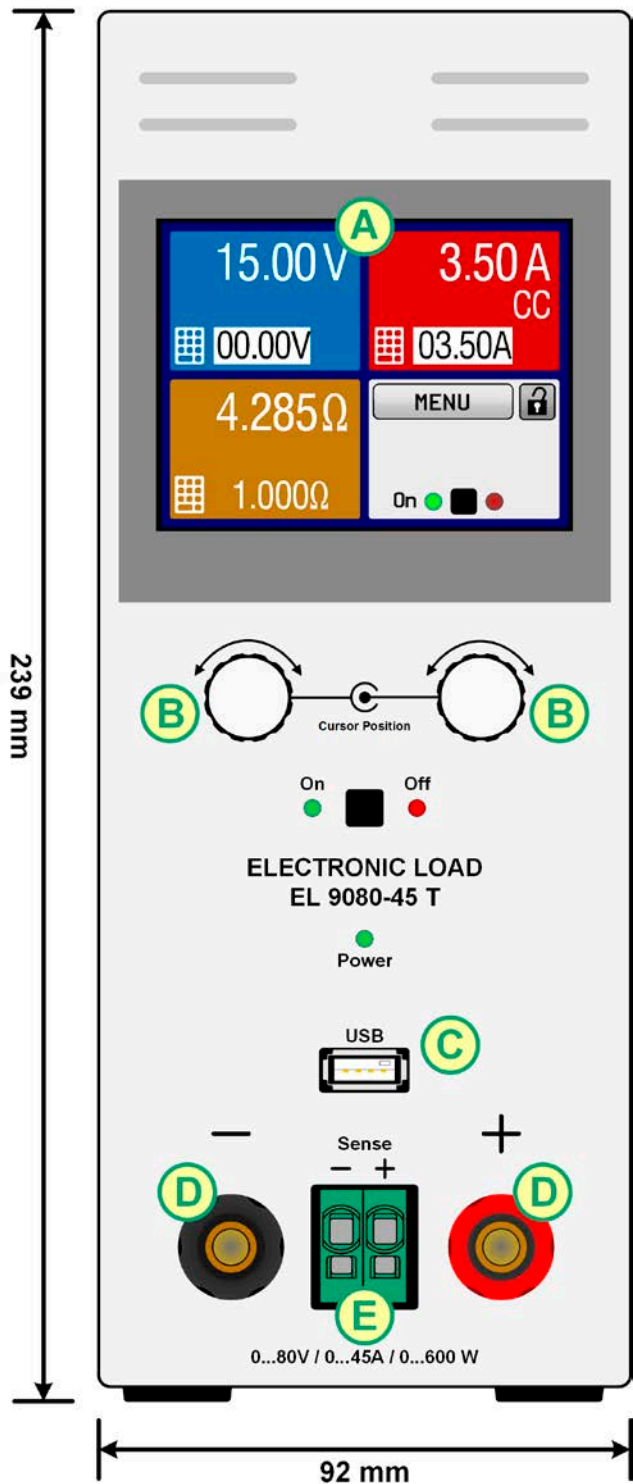 A
15.00 V
3.50 A
CC
00.00V
03.50A
4.285Ω
MENU
1.000Ω
On
239 mm
B
B
Cursor Position
On
Off
ELECTRONIC LOAD
EL 9080-45 T
Power
USB
C
− +
Sense
− +
D
D
E
0...80V / 0...45A / 0...600 W
92 mm